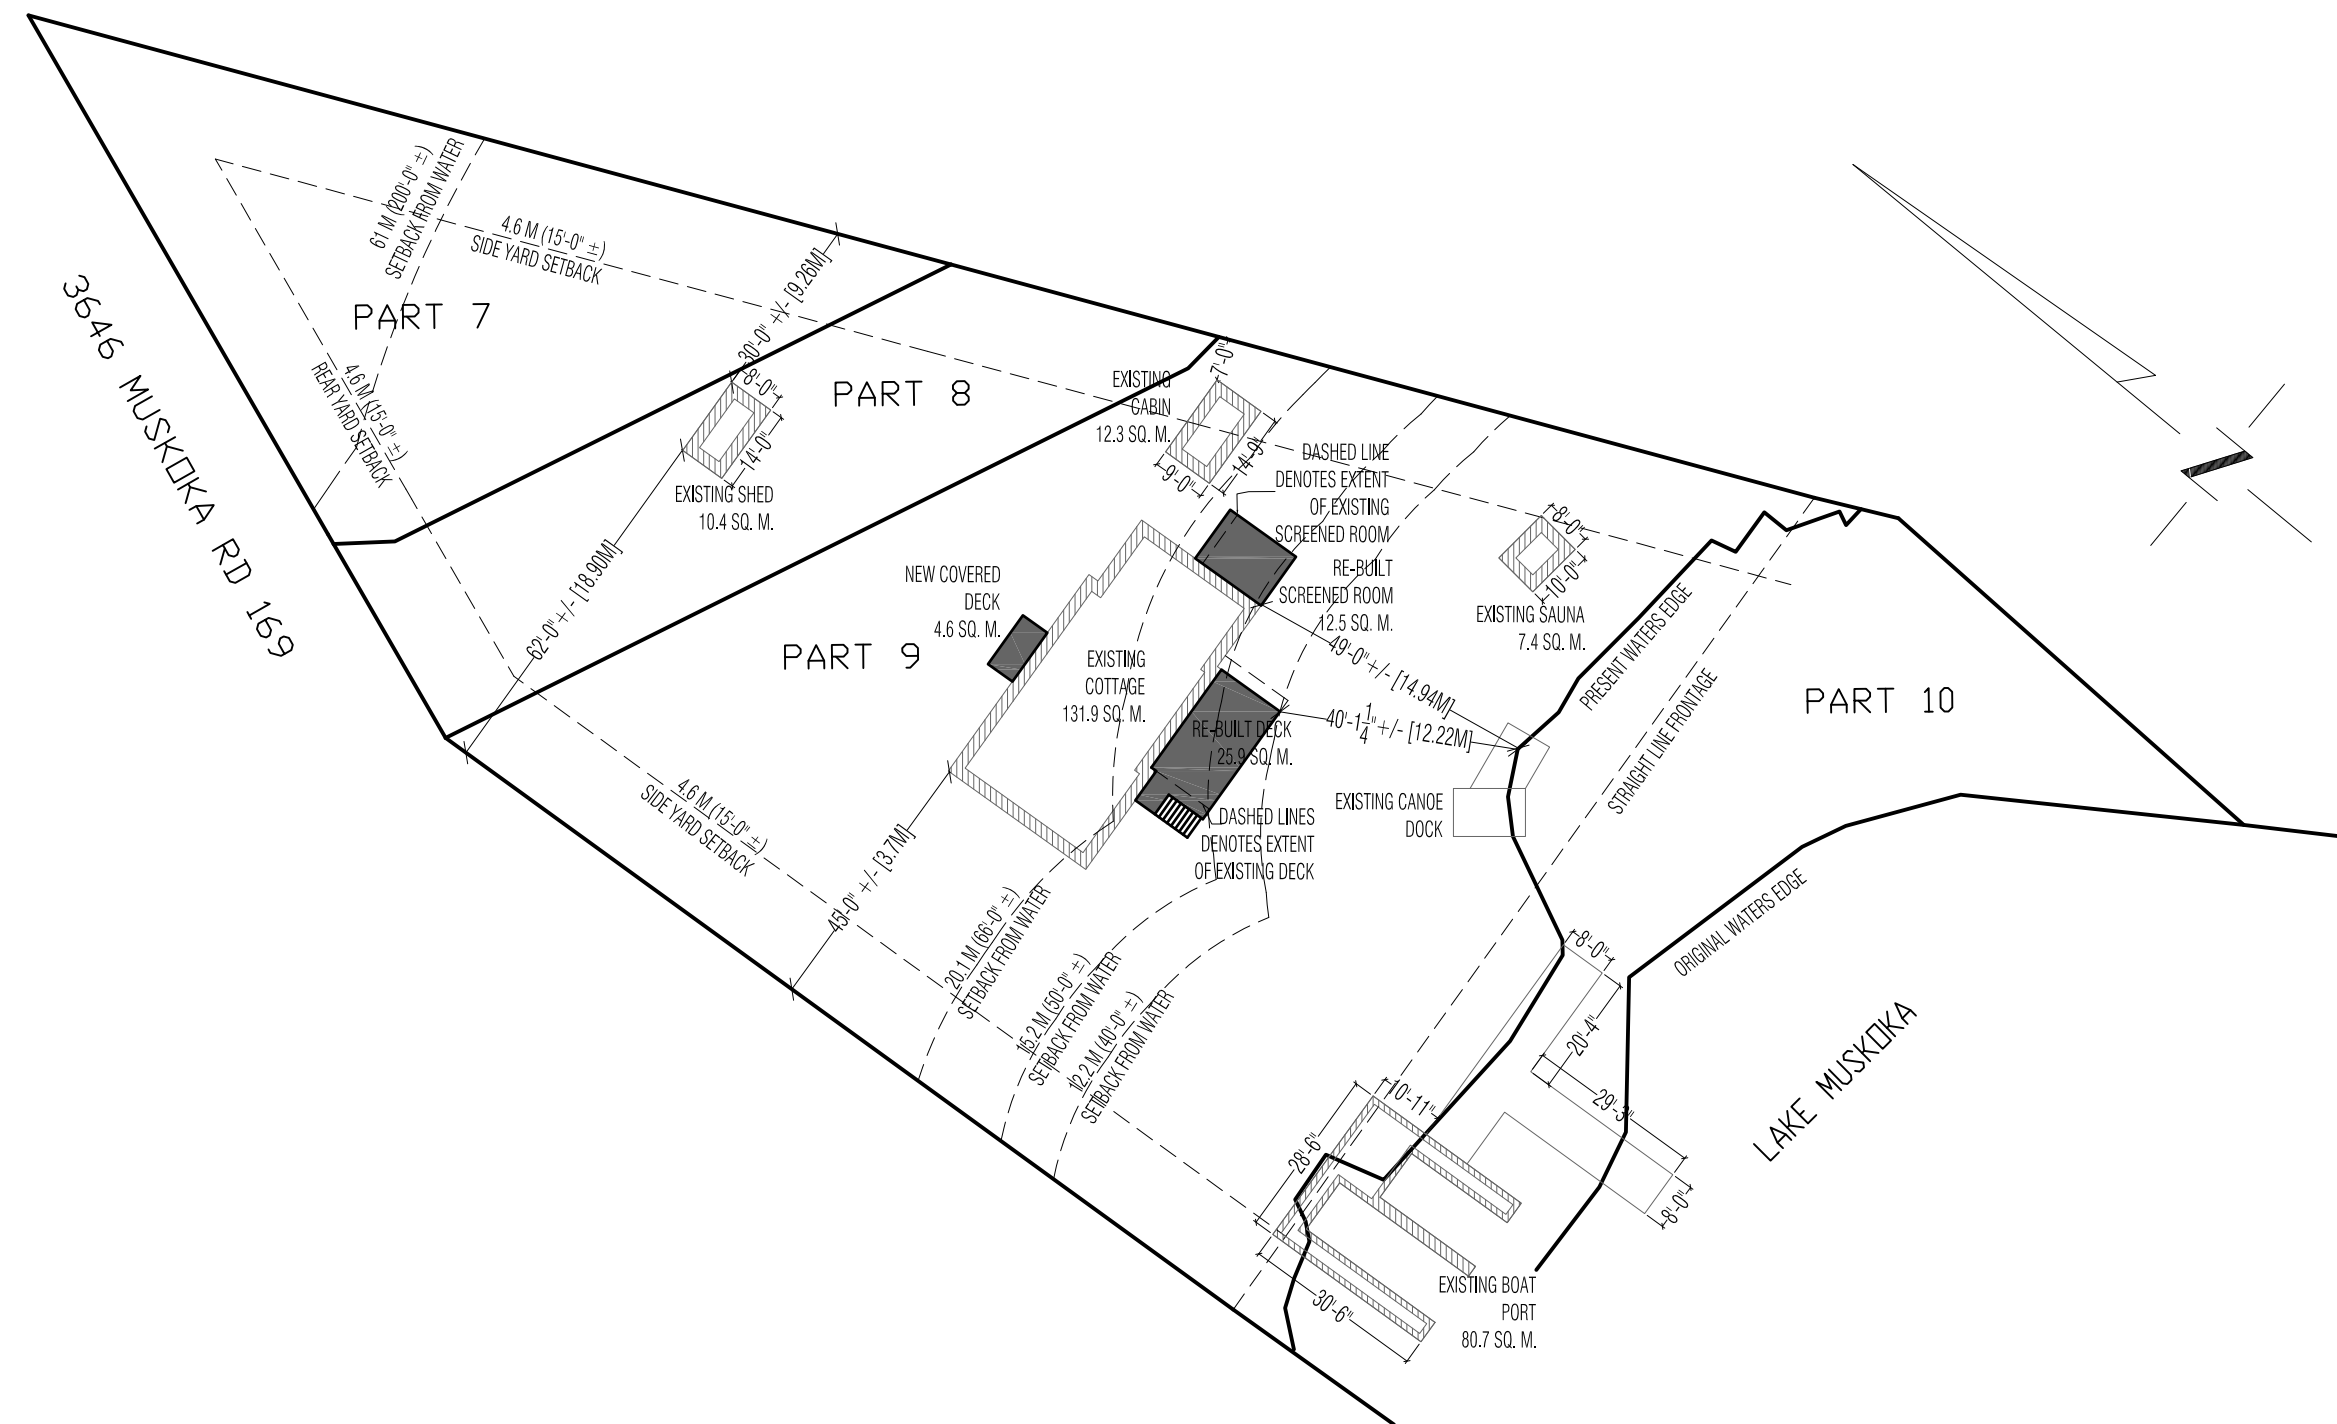 61 M (200'-0" ±)
SETBACK FROM WATER
4.6 M (15'-0" ±)
SIDE YARD SETBACK
3646 MUSKOKA RD 169
PART 7
4.6 M (15'-0" ±)
REAR YARD SETBACK
30'-0" +/- [9.26M]
8'-0"
14'-0"
EXISTING SHED
10.4 SQ. M.
62'-0" +/- [18.90M]
PART 8
EXISTING
CABIN
12.3 SQ. M.
7'-0"
9'-0"
14'-9"
DASHED LINE
DENOTES EXTENT
OF EXISTING
SCREENED ROOM
RE-BUILT
SCREENED ROOM
12.5 SQ. M.
NEW COVERED
DECK
4.6 SQ. M.
PART 9
EXISTING
COTTAGE
131.9 SQ. M.
RE-BUILT DECK
25.9 SQ. M.
DASHED LINES
DENOTES EXTENT
OF EXISTING DECK
8'-0"
10'-0"
EXISTING SAUNA
7.4 SQ. M.
49'-0" +/- [14.94M]
40'-1 1/4" +/- [12.22M]
PRESENT WATERS EDGE
STRAIGHT LINE FRONTAGE
PART 10
EXISTING CANOE
DOCK
4.6 M (15'-0" ±)
SIDE YARD SETBACK
45'-0" +/- [3.7M]
20.1 M (66'-0" ±)
SETBACK FROM WATER
15.2 M (50'-0" ±)
SETBACK FROM WATER
12.2 M (40'-0" ±)
SETBACK FROM WATER
ORIGINAL WATERS EDGE
LAKE MUSKOKA
8'-0"
20'-4"
29'-3"
8'-0"
10'-11"
28'-6"
30'-6"
EXISTING BOAT
PORT
80.7 SQ. M.